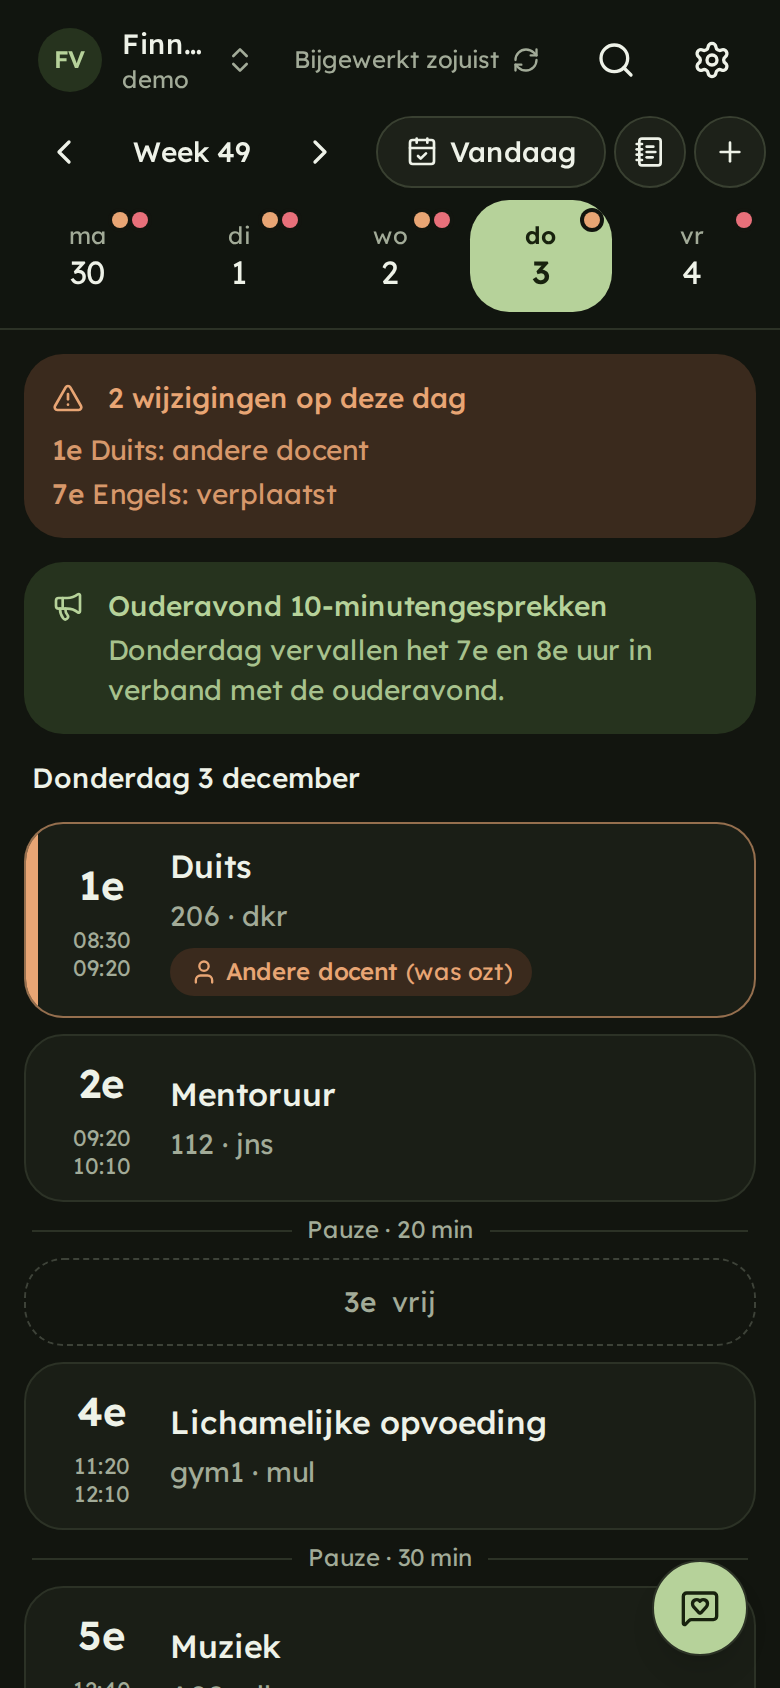 FV
Finn...
demo
Bijgewerkt zojuist
Week 49
Vandaag
ma
30
di
1
wo
2
do
3
vr
4
2 wijzigingen op deze dag
1e Duits: andere docent
7e Engels: verplaatst
Ouderavond 10-minutengesprekken
Donderdag vervallen het 7e en 8e uur in
verband met de ouderavond.
Donderdag 3 december
1e
08:30
09:20
Duits
206 · dkr
Andere docent (was ozt)
2e
09:20
10:10
Mentoruur
112 · jns
Pauze · 20 min
3e vrij
4e
11:20
12:10
Lichamelijke opvoeding
gym1 · mul
Pauze · 30 min
5e
Muziek